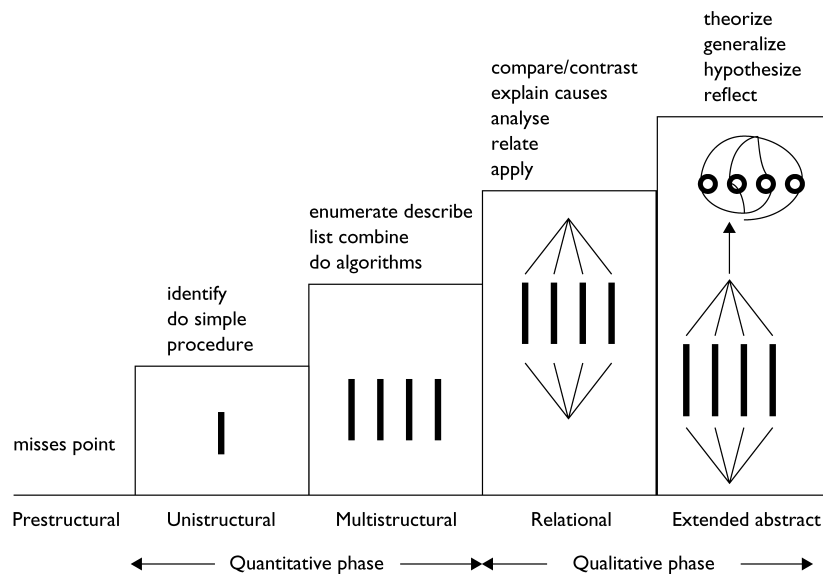 theorize
generalize
hypothesize
reflect
compare/contrast
explain causes
analyse
relate
apply
enumerate describe
list combine
do algorithms
identify
do simple
procedure
misses point
Prestructural
Unistructural
Multistructural
Relational
Extended abstract
Quantitative phase
Qualitative phase